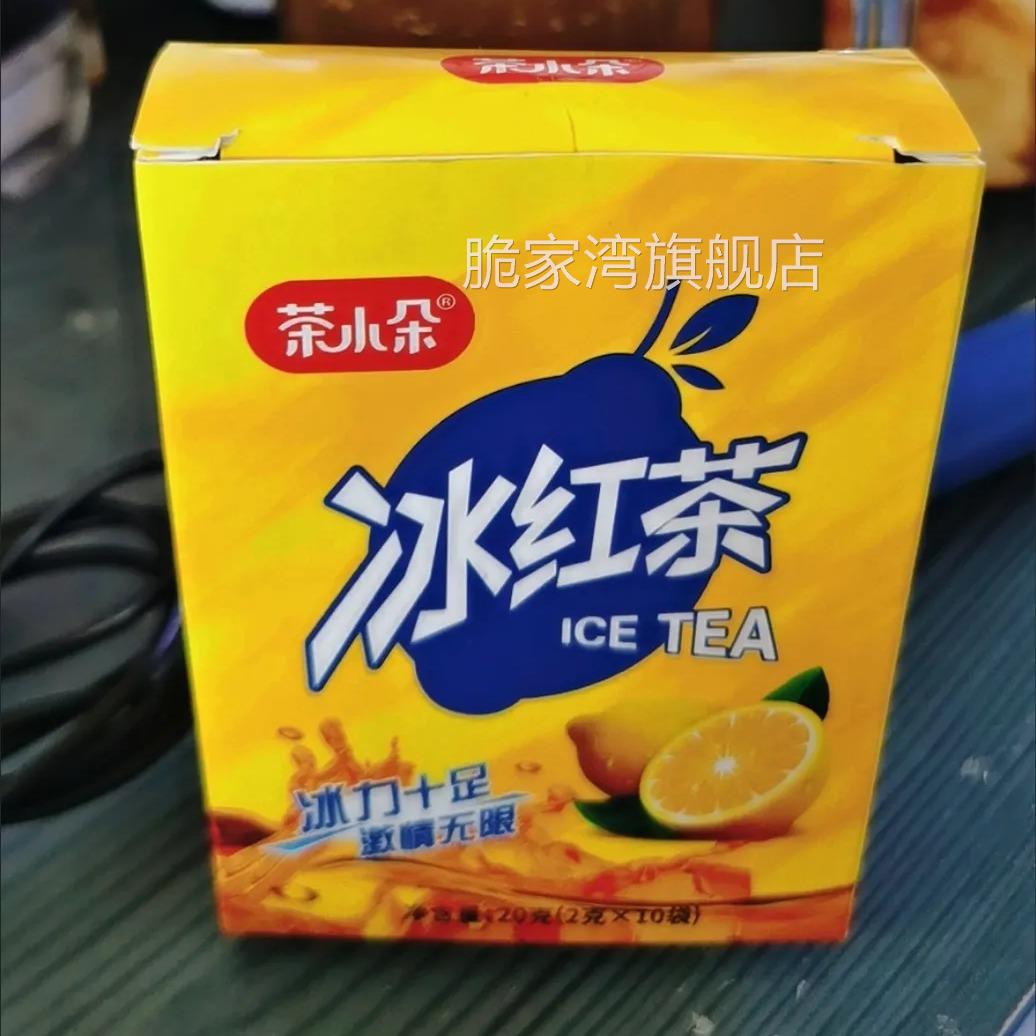 茶小朵
脆家湾旗舰店
茶小朵®
冰红茶
ICE TEA
冰力十足
激情无限
净含量:20克(2克×10袋)